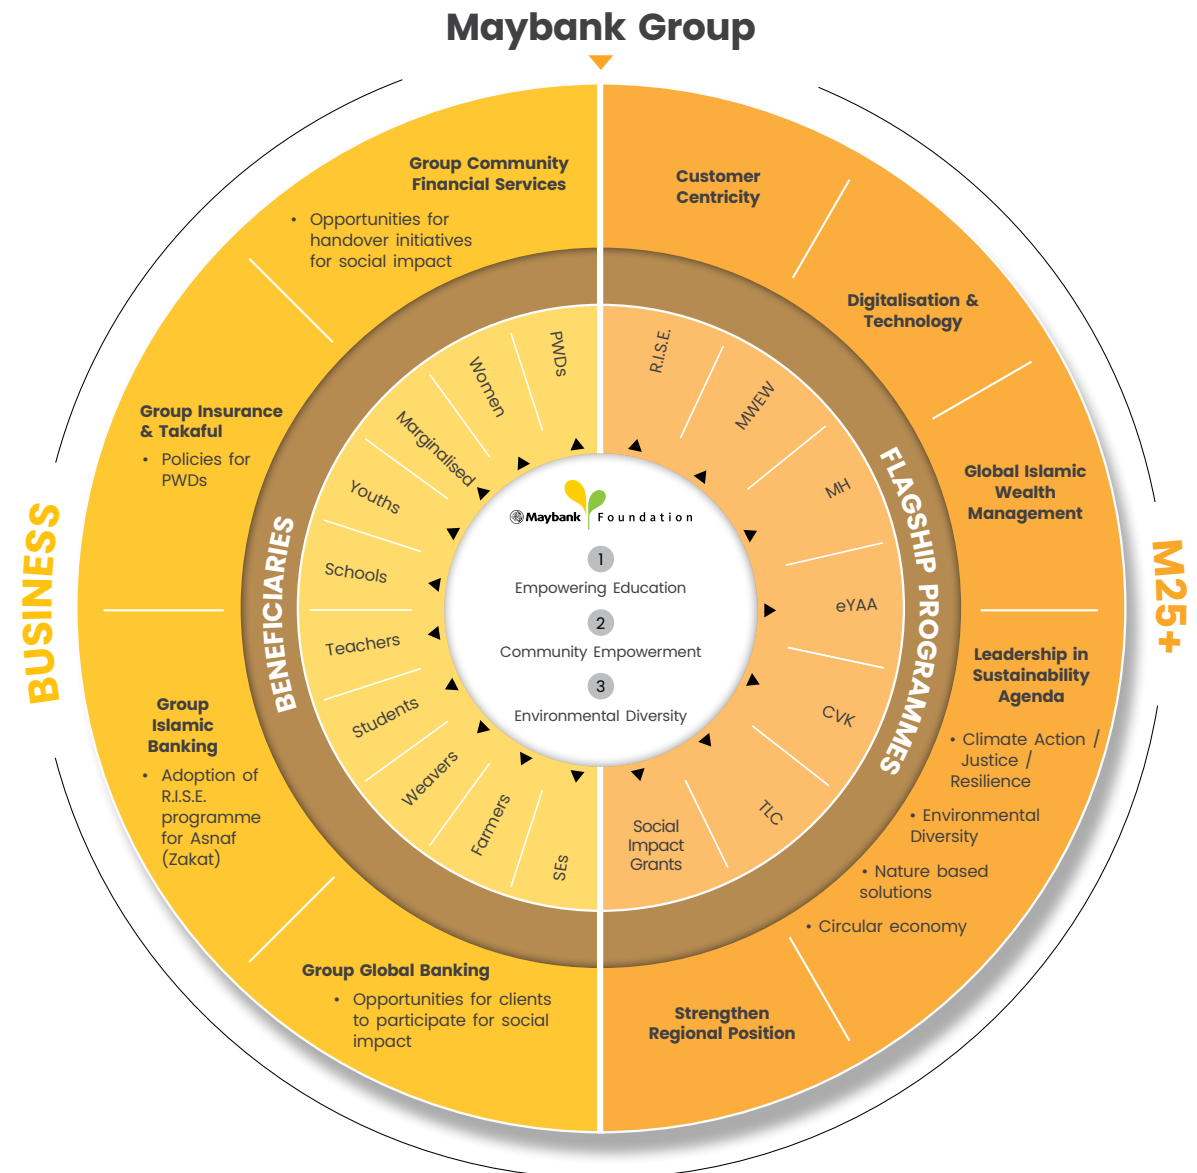 Maybank Group
BUSINESS
Group Community
Financial Services
• Opportunities for
handover initiatives
for social impact
Group Insurance
& Takaful
• Policies for
PWDs
Group
Islamic
Banking
• Adoption of
R.I.S.E.
programme
for Asnaf
(Zakat)
Group Global Banking
• Opportunities for clients
to participate for social
impact
BENEFICIARIES
PWDs
Women
Marginalised
Youths
Schools
Teachers
Students
Weavers
Farmers
SEs
Maybank Foundation
1
Empowering Education
2
Community Empowerment
3
Environmental Diversity
R.I.S.E.
MWEW
MH
eYAA
CVK
TLC
Social
Impact
Grants
FLAGSHIP PROGRAMMES
Customer
Centricity
Digitalisation &
Technology
Global Islamic
Wealth
Management
Leadership in
Sustainability
Agenda
• Climate Action /
Justice /
Resilience
• Environmental
Diversity
• Nature based
solutions
• Circular economy
Strengthen
Regional Position
M25+